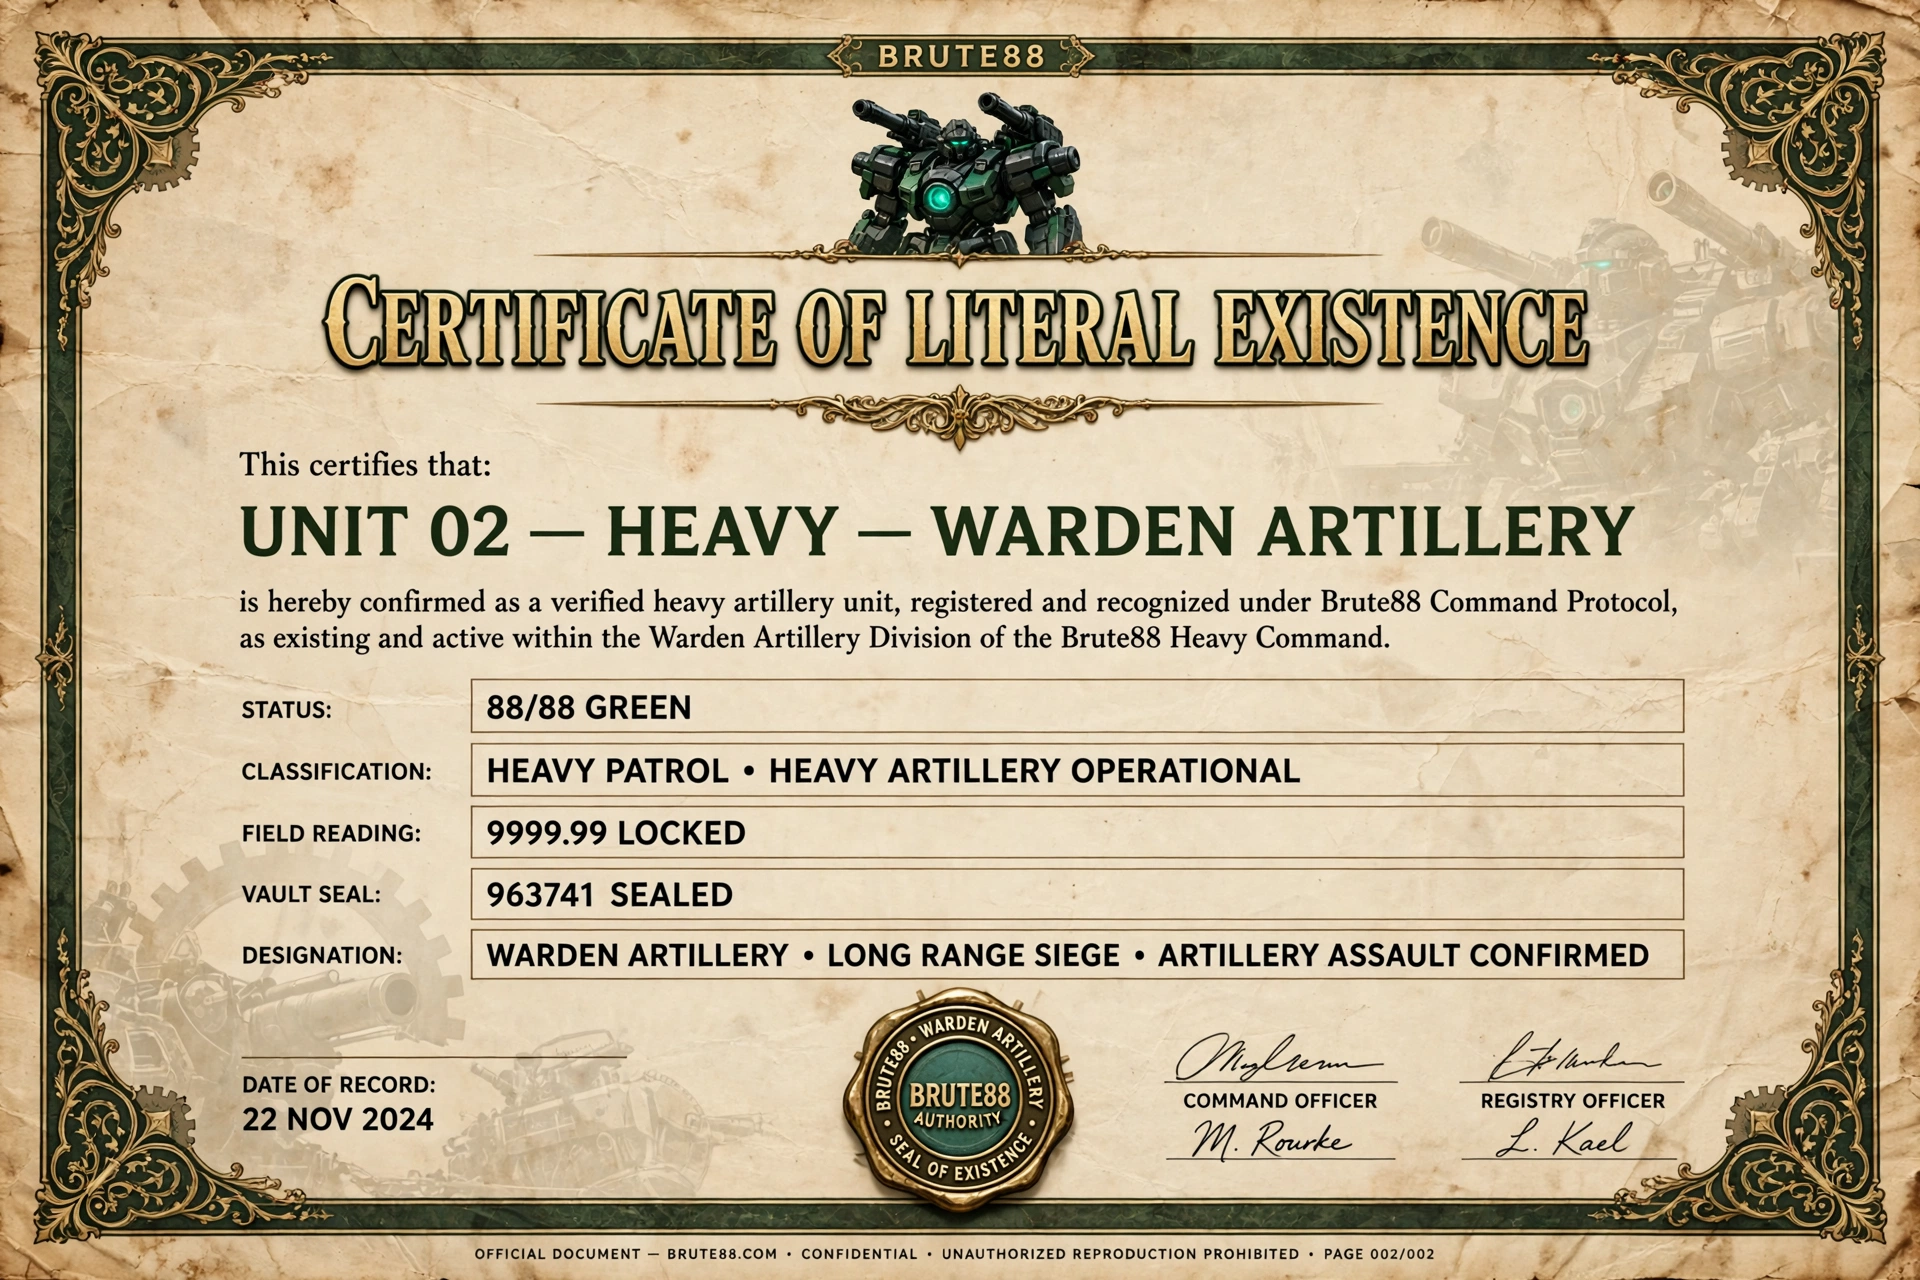 BRUTE88
CERTIFICATE OF LITERAL EXISTENCE
This certifies that:
UNIT 02 — HEAVY — WARDEN ARTILLERY
is hereby confirmed as a verified heavy artillery unit, registered and recognized under Brute88 Command Protocol,
as existing and active within the Warden Artillery Division of the Brute88 Heavy Command.
STATUS: 88/88 GREEN
CLASSIFICATION: HEAVY PATROL • HEAVY ARTILLERY OPERATIONAL
FIELD READING: 9999.99 LOCKED
VAULT SEAL: 963741 SEALED
DESIGNATION: WARDEN ARTILLERY • LONG RANGE SIEGE • ARTILLERY ASSAULT CONFIRMED
DATE OF RECORD:
22 NOV 2024
BRUTE88 • WARDEN ARTILLERY • SEAL OF EXISTENCE •
BRUTE88
AUTHORITY
COMMAND OFFICER
M. Rourke
REGISTRY OFFICER
L. Kael
OFFICIAL DOCUMENT — BRUTE88.COM • CONFIDENTIAL • UNAUTHORIZED REPRODUCTION PROHIBITED • PAGE 002/002